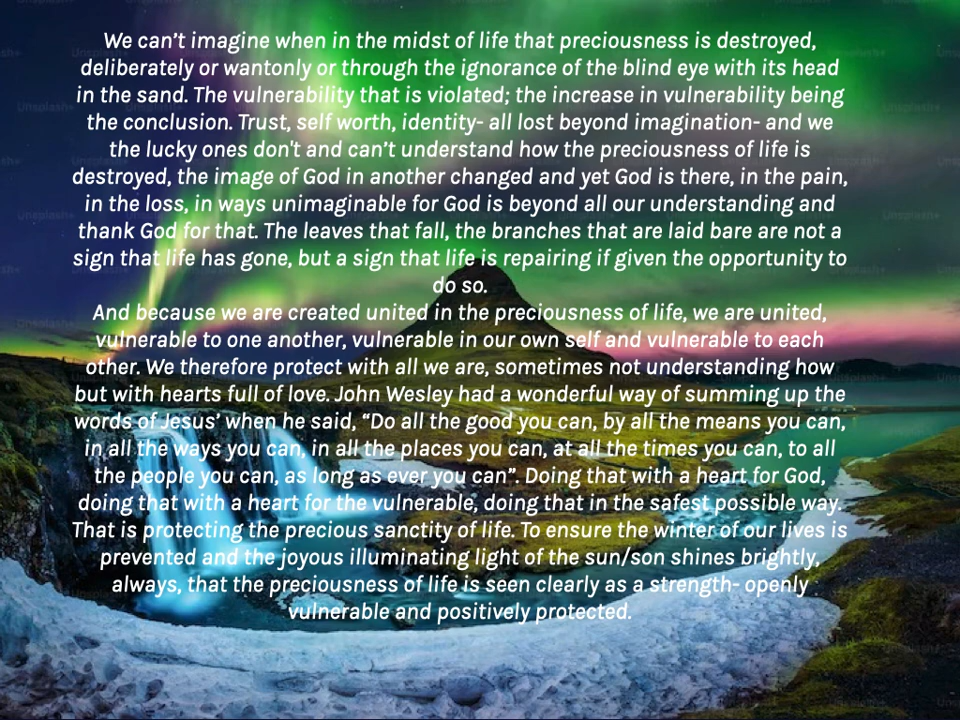 We can’t imagine when in the midst of life that preciousness is destroyed,
deliberately or wantonly or through the ignorance of the blind eye with its head
in the sand. The vulnerability that is violated; the increase in vulnerability being
the conclusion. Trust, self worth, identity- all lost beyond imagination- and we
the lucky ones don't and can’t understand how the preciousness of life is
destroyed, the image of God in another changed and yet God is there, in the pain,
in the loss, in ways unimaginable for God is beyond all our understanding and
thank God for that. The leaves that fall, the branches that are laid bare are not a
sign that life has gone, but a sign that life is repairing if given the opportunity to
do so.
And because we are created united in the preciousness of life, we are united,
vulnerable to one another, vulnerable in our own self and vulnerable to each
other. We therefore protect with all we are, sometimes not understanding how
but with hearts full of love. John Wesley had a wonderful way of summing up the
words of Jesus’ when he said, “Do all the good you can, by all the means you can,
in all the ways you can, in all the places you can, at all the times you can, to all
the people you can, as long as ever you can”. Doing that with a heart for God,
doing that with a heart for the vulnerable, doing that in the safest possible way.
That is protecting the precious sanctity of life. To ensure the winter of our lives is
prevented and the joyous illuminating light of the sun/son shines brightly,
always, that the preciousness of life is seen clearly as a strength- openly
vulnerable and positively protected.